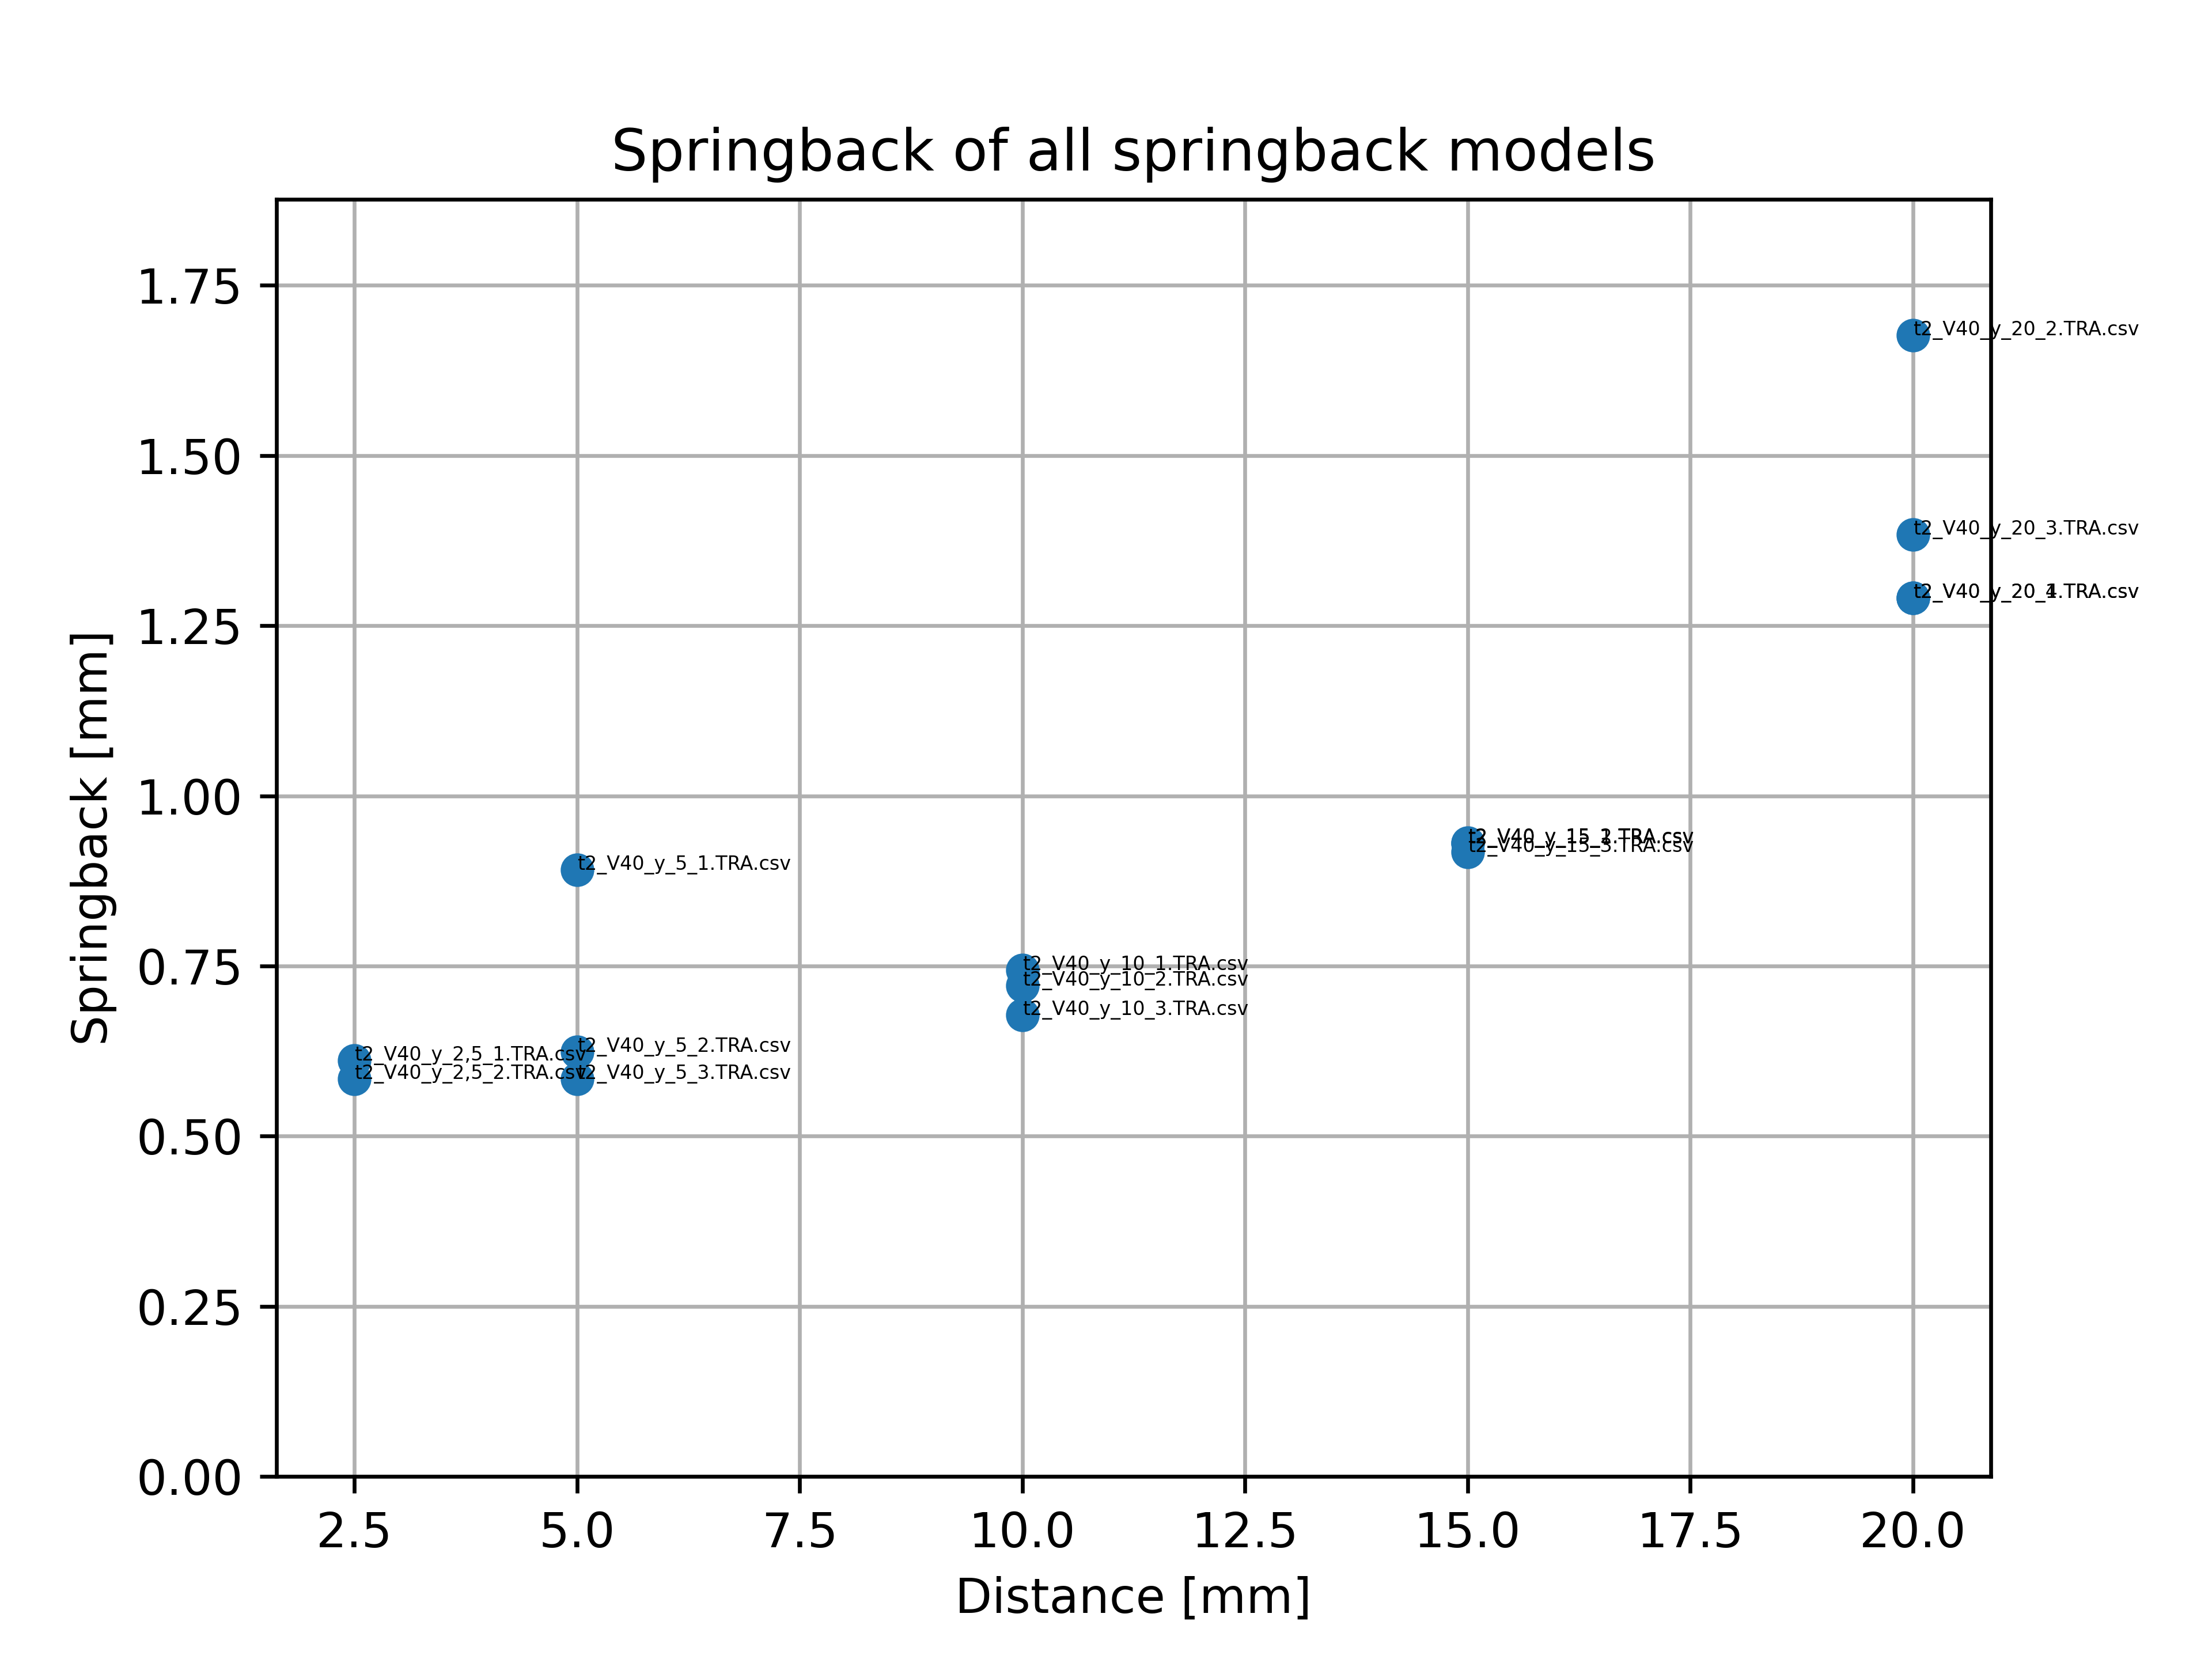 Springback of all springback models
1.75
1.50
1.25
1.00
0.75
0.50
0.25
0.00
Springback [mm]
t2_V40_y_20_2.TRA.csv
t2_V40_y_20_3.TRA.csv
t2_V40_y_5_1.TRA.csv
t2_V40_y_10_1.TRA.csv
t2_V40_y_10_2.TRA.csv
t2_V40_y_10_3.TRA.csv
t2_V40_y_5_2.TRA.csv
t2_V40_y_2,5_1.TRA.csv
t2_V40_y_2,5_2.TRA.csv
t2_V40_y_5_3.TRA.csv
2.5 5.0 7.5 10.0 12.5 15.0 17.5 20.0
Distance [mm]